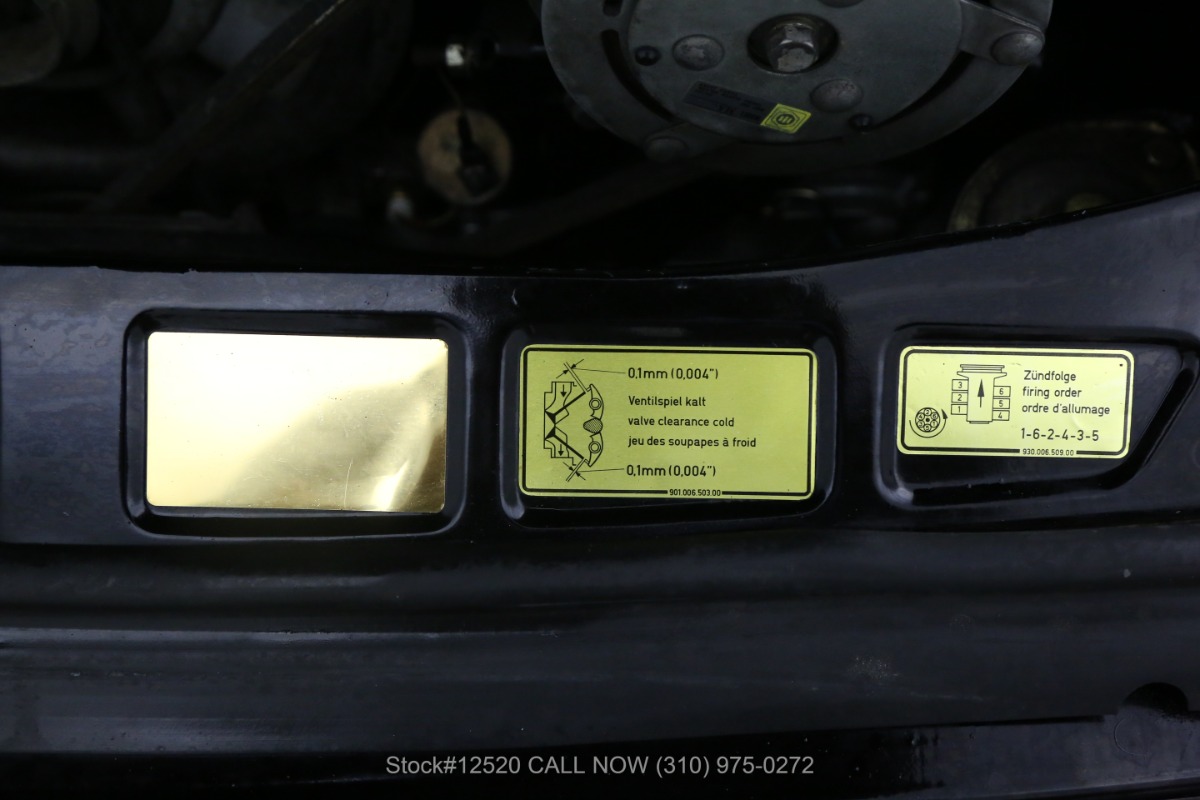 0,1mm (0,004")
Ventilspiel kalt
valve clearance cold
jeu des soupapes à froid
0,1mm (0,004")
901.006.503.00
3
2
1
6
5
4
Zündfolge
firing order
ordre d'allumage
1-6-2-4-3-5
930.006.509.00
Stock#12520 CALL NOW (310) 975-0272